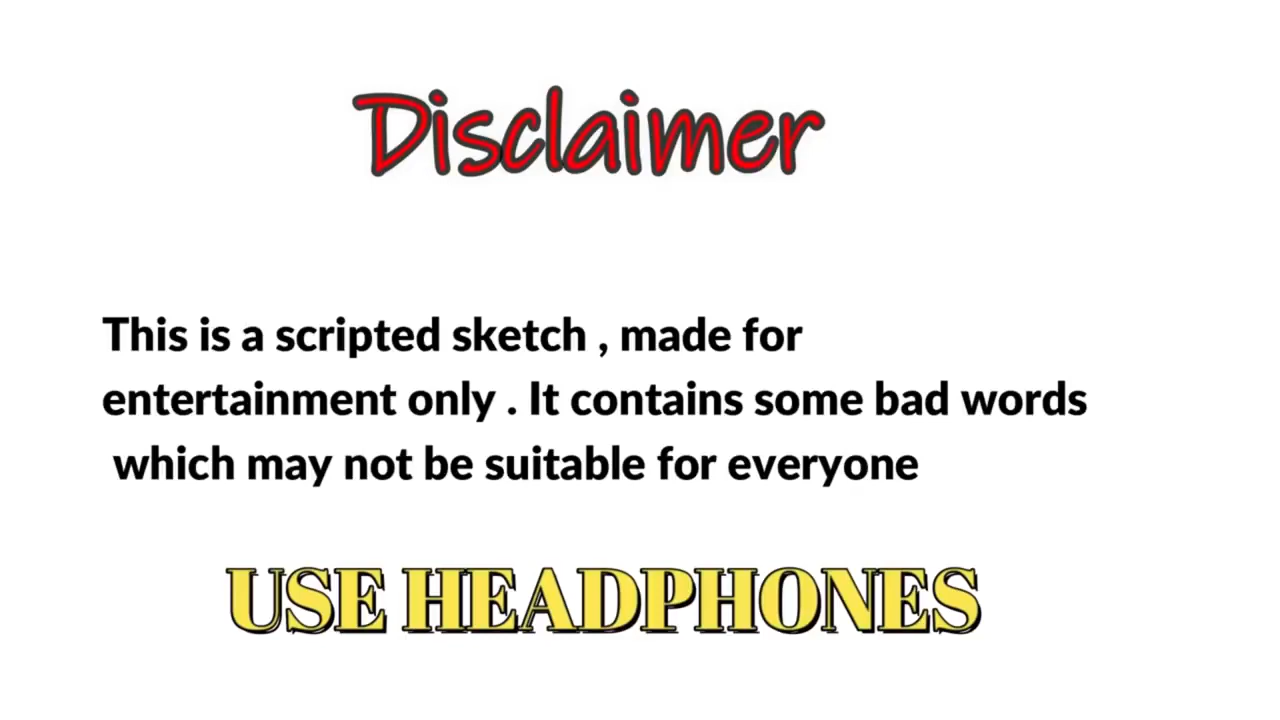 Disclaimer
This is a scripted sketch , made for
entertainment only . It contains some bad words
which may not be suitable for everyone
USE HEADPHONES